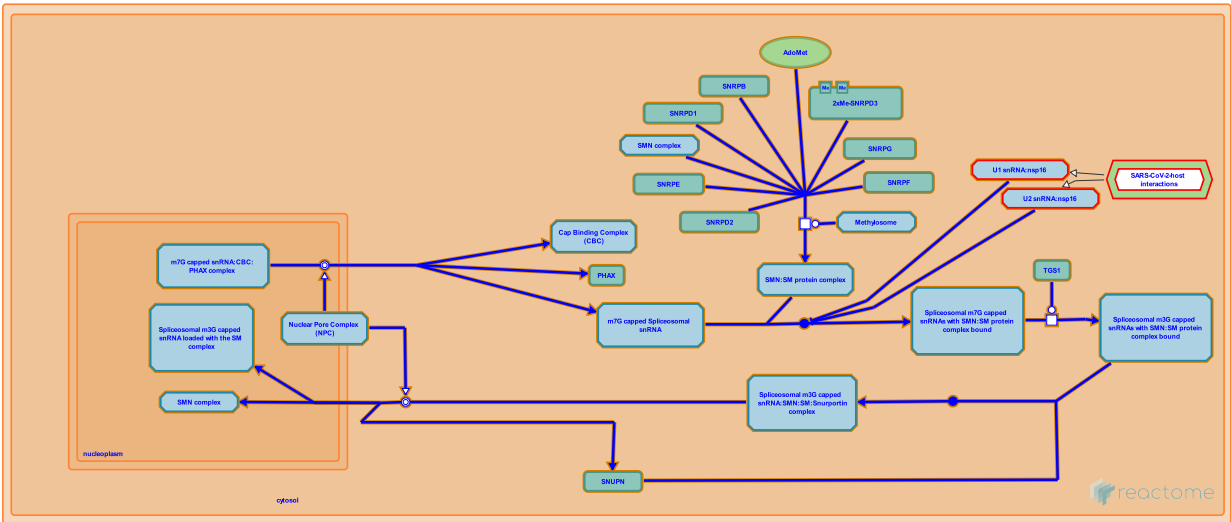 AdoMet
SNRPB
Me
Me
2xMe-SNRPD3
SNRPD1
SMN complex
SNRPG
SNRPE
SNRPF
SNRPD2
Methylosome
U1 snRNA:nsp16
U2 snRNA:nsp16
SARS-CoV-2-host
interactions
m7G capped snRNA:CBC:
PHAX complex
Cap Binding Complex
(CBC)
PHAX
SMN:SM protein complex
TGS1
Spliceosomal m3G capped
snRNA loaded with the SM
complex
Nuclear Pore Complex
(NPC)
m7G capped Spliceosomal
snRNA
Spliceosomal m7G capped
snRNAs with SMN:SM protein
complex bound
Spliceosomal m3G capped
snRNAs with SMN:SM protein
complex bound
SMN complex
Spliceosomal m3G capped
snRNA:SMN:SM:Snurportin
complex
nucleoplasm
SNUPN
cytosol
reactome